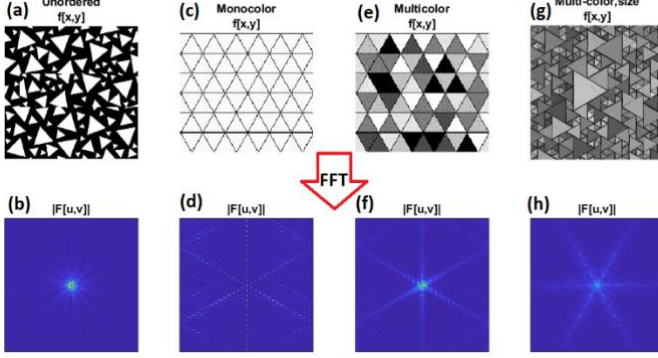 (a)
Unordered
f[x,y]
(c)
Monocolor
f[x,y]
(e)
Multicolor
f[x,y]
(g)
Multi-color,size
f[x,y]
FFT
(b)
|F[u,v]|
(d)
|F[u,v]|
(f)
|F[u,v]|
(h)
|F[u,v]|